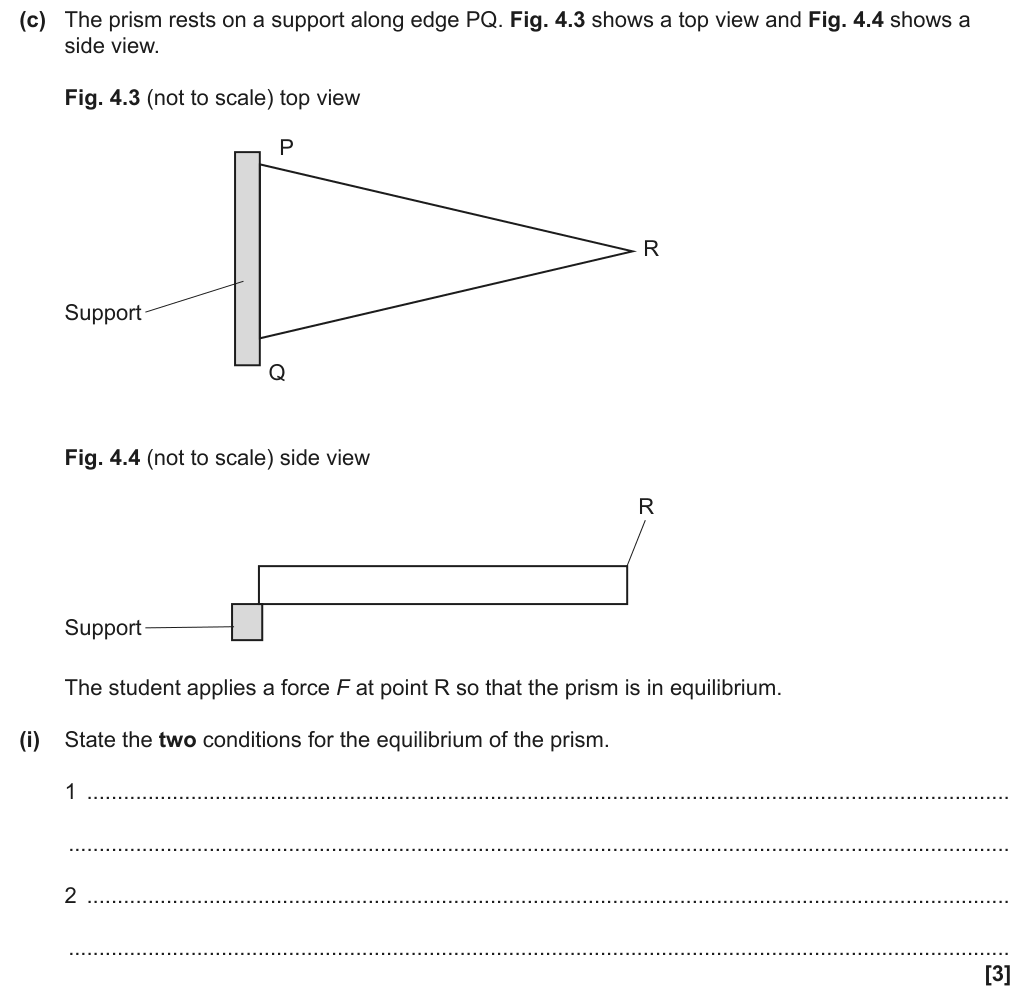 (c) The prism rests on a support along edge PQ. Fig. 4.3 shows a top view and Fig. 4.4 shows a
side view.
Fig. 4.3 (not to scale) top view
P
R
Support
Q
Fig. 4.4 (not to scale) side view
R
Support
The student applies a force F at point R so that the prism is in equilibrium.
(i) State the two conditions for the equilibrium of the prism.
1 ........................................................................
........................................................................
2 ........................................................................
........................................................................
[3]